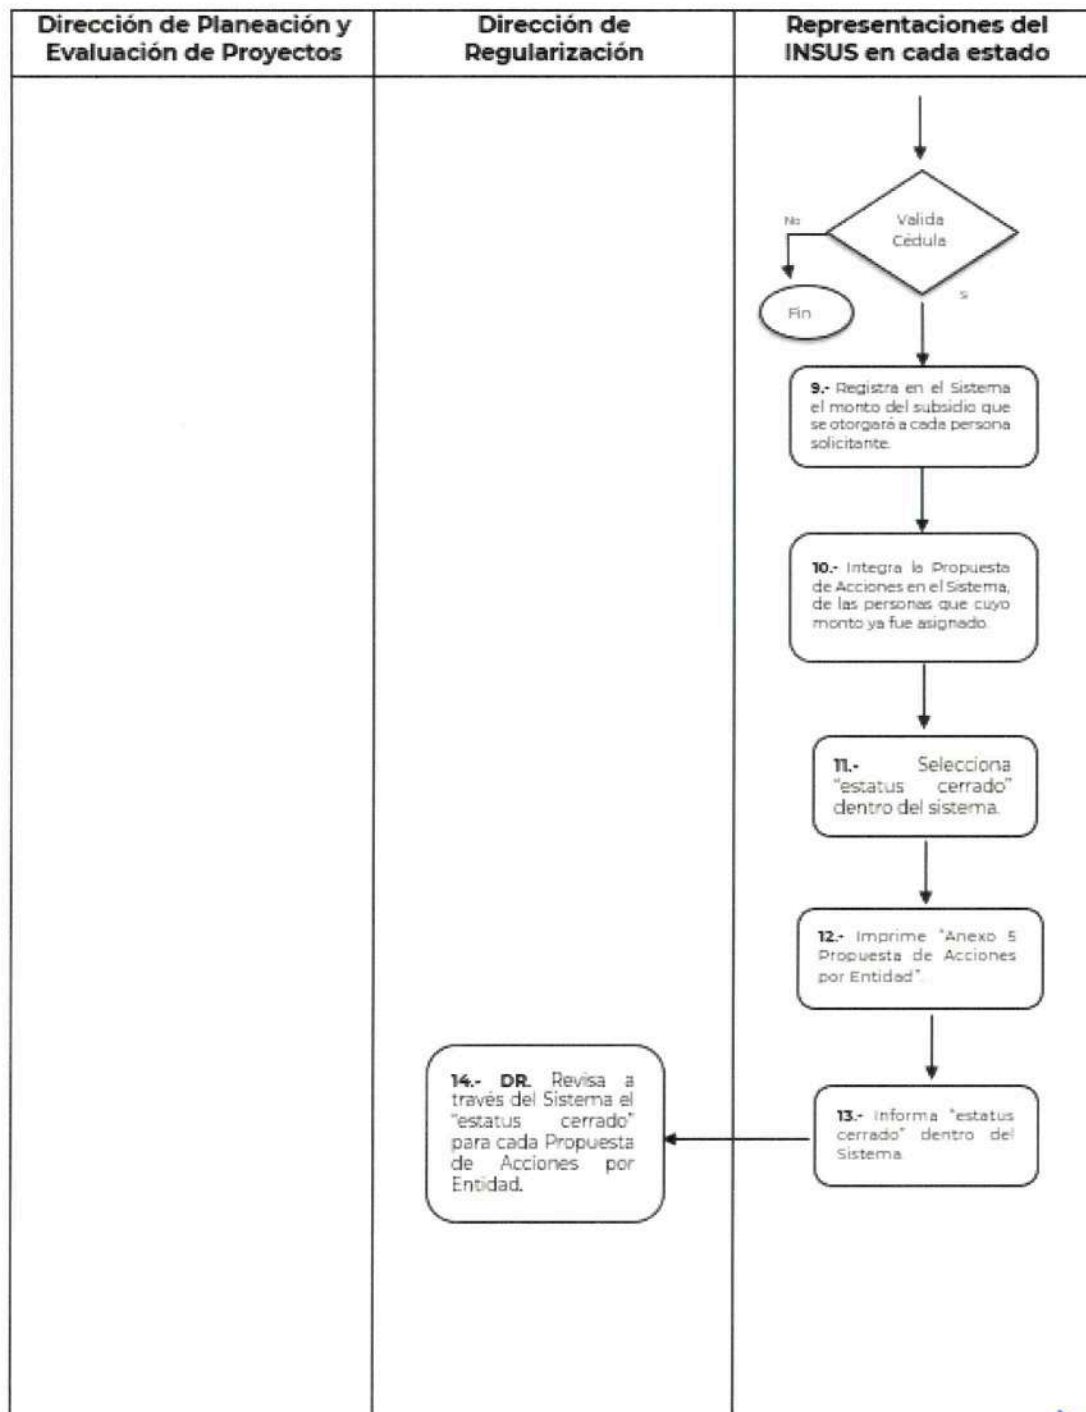 Dirección de Planeación y
Evaluación de Proyectos
Dirección de
Regularización
Representaciones del
INSUS en cada estado
Valida
Cédula
No
Si
Fin
9.- Registra en el Sistema
el monto del subsidio que
se otorgará a cada persona
solicitante.
10.- Integra la Propuesta
de Acciones en el Sistema,
de las personas que cuyo
monto ya fue asignado.
11.- Selecciona
"estatus cerrado"
dentro del sistema.
12.- Imprime "Anexo 5
Propuesta de Acciones
por Entidad".
13.- Informa "estatus
cerrado" dentro del
Sistema
14.- DR. Revisa a
través del Sistema el
"estatus cerrado"
para cada Propuesta
de Acciones por
Entidad.